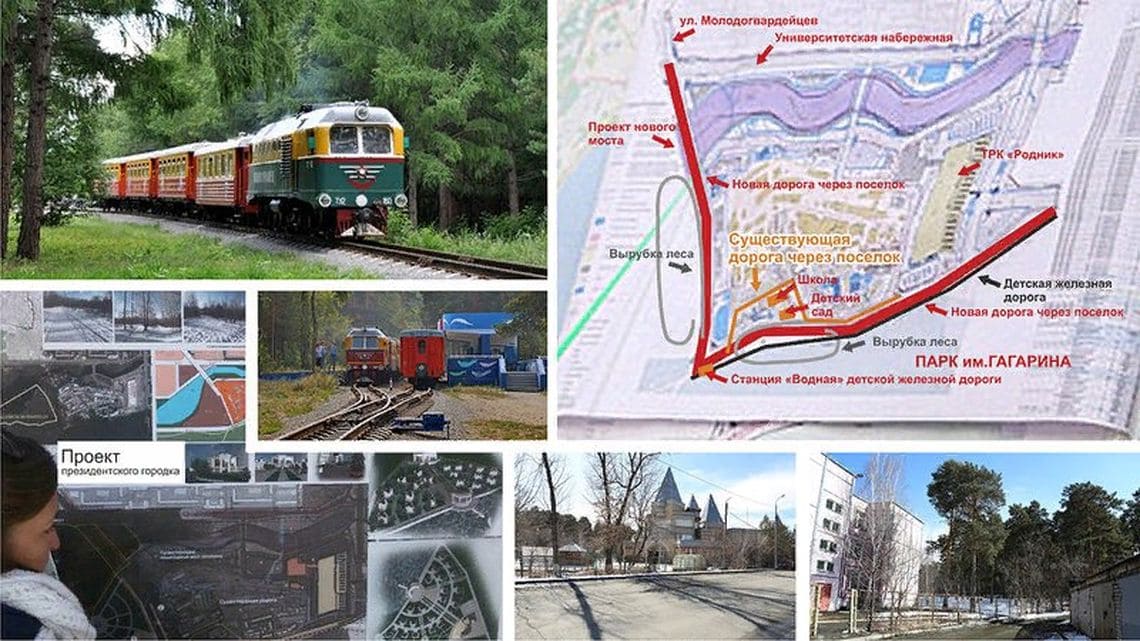 ул. Молодогвардейцев
Университетская набережная
Проект нового
моста
ТРК «Родник»
Новая дорога через поселок
Существующая
дорога через поселок
Вырубка леса
Школа
Детский
сад
Детская железная
дорога
Новая дорога через поселок
Вырубка леса
ПАРК им.ГАГАРИНА
Станция «Водная» детской железной дороги
Проект
президентского городка
Существующая дорога